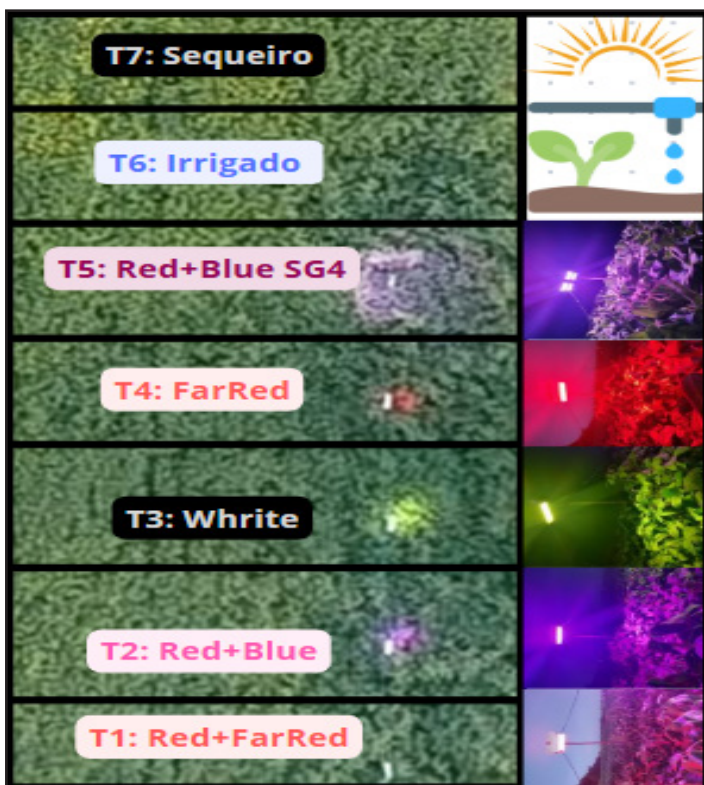 T7: Sequeiro
T6: Irrigado
T5: Red+Blue SG4
T4: FarRed
T3: Whrite
T2: Red+Blue
T1: Red+FarRed